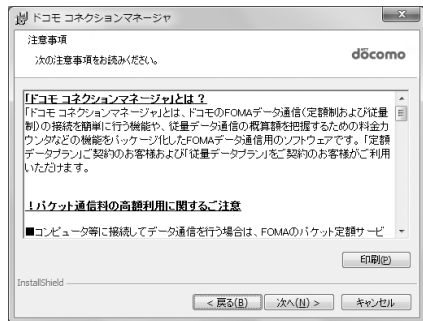 ドコモ コネクションマネージャ
注意事項
次の注意事項をお読みください。
döcomo
「ドコモ コネクションマネージャ」とは？
「ドコモ コネクションマネージャ」とは、ドコモのFOMAデータ通信（定額制および従量
制）の接続を簡単に行う機能や、従量データ通信の概算額を把握するための料金カ
ウンタなどの機能をパッケージ化したFOMAデータ通信用のソフトウェアです。「定額
データプラン」ご契約のお客様および「従量データプラン」をご契約のお客様がご利用
いただけます。
！パケット通信料の高額利用に関するご注意
■コンピュータ等に接続してデータ通信を行う場合は、FOMAのパケット定額サービ
印刷(P)
InstallShield
< 戻る(B)
次へ(N) >
キャンセル